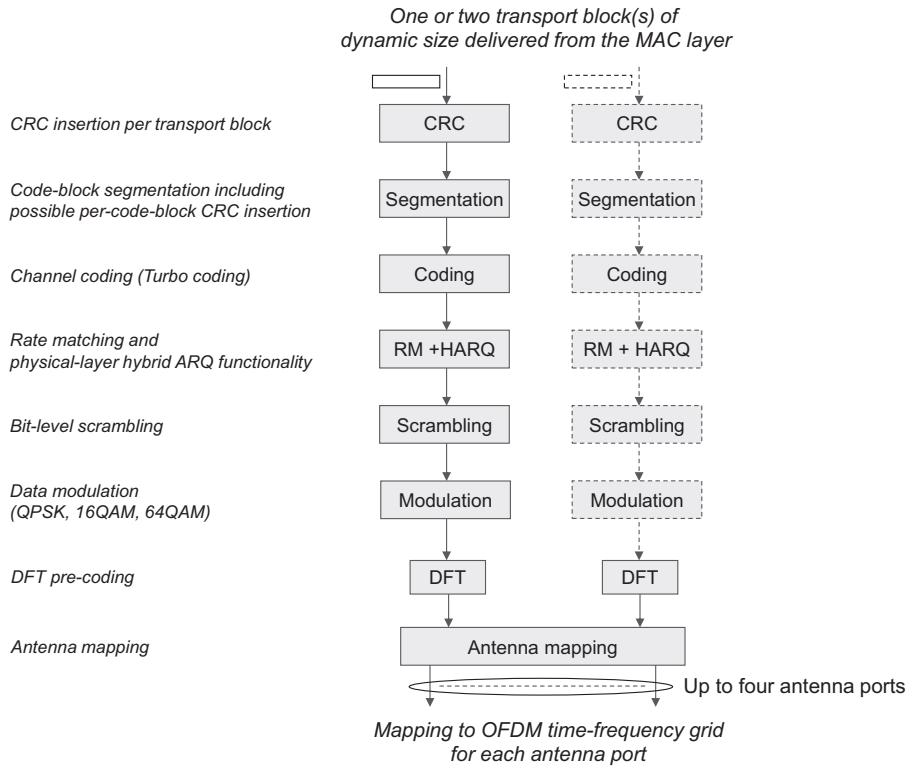 One or two transport block(s) of
dynamic size delivered from the MAC layer
CRC insertion per transport block
CRC
CRC
Code-block segmentation including
possible per-code-block CRC insertion
Segmentation
Segmentation
Channel coding (Turbo coding)
Coding
Coding
Rate matching and
physical-layer hybrid ARQ functionality
RM +HARQ
RM + HARQ
Bit-level scrambling
Scrambling
Scrambling
Data modulation
(QPSK, 16QAM, 64QAM)
Modulation
Modulation
DFT pre-coding
DFT
DFT
Antenna mapping
Antenna mapping
Up to four antenna ports
Mapping to OFDM time-frequency grid
for each antenna port